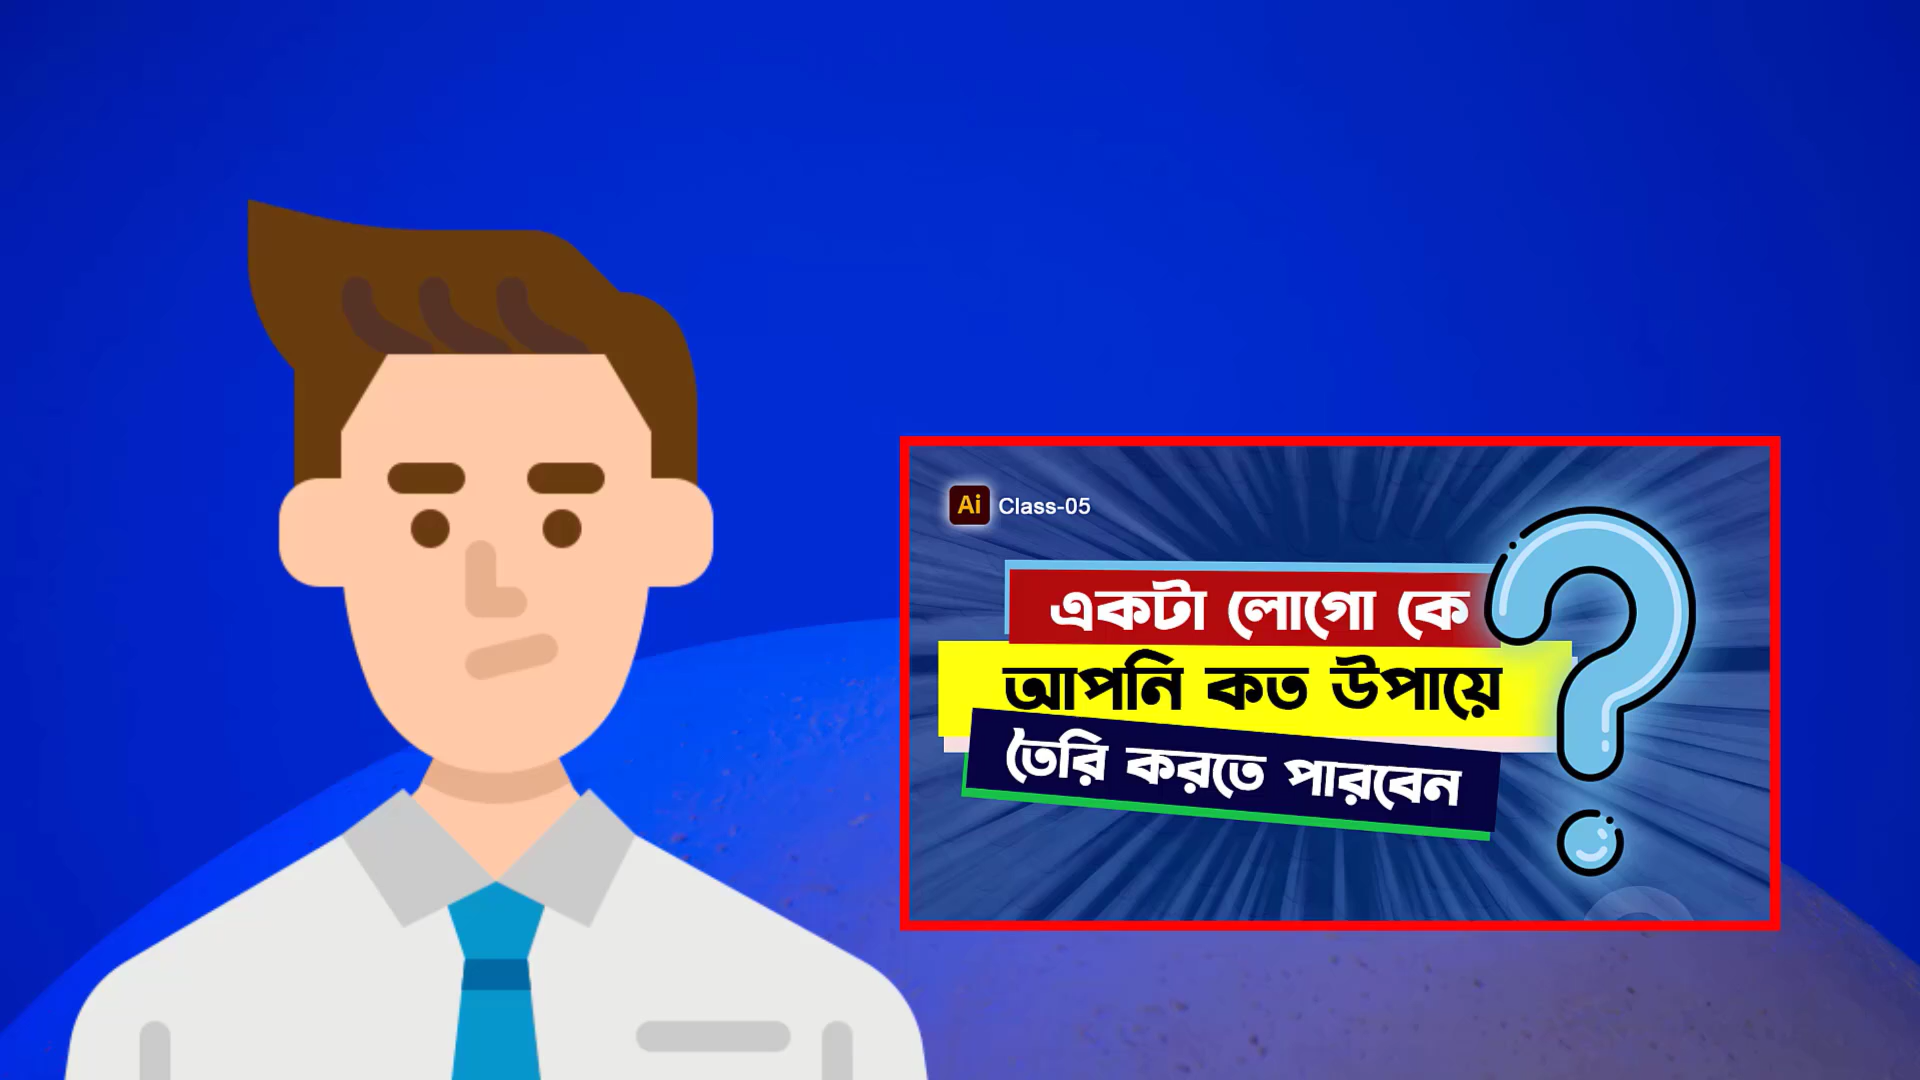 Ai Class-05
একটা লোগো কে
আপনি কত উপায়ে
তৈরি করতে পারবেন